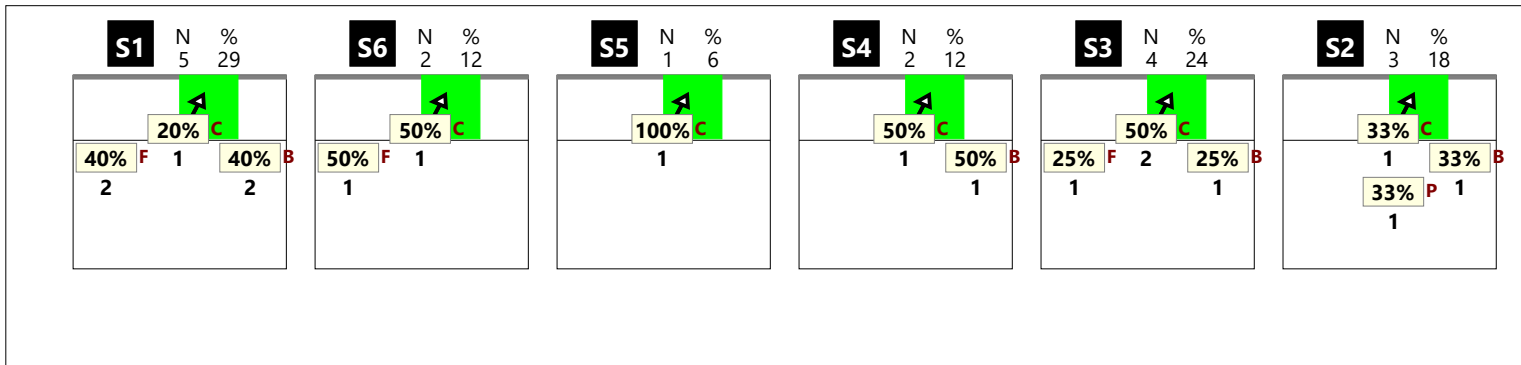 S1 N % 5 29
20% C
1
40% F
2
40% B
2
S6 N % 2 12
50% C
1
50% F
1
S5 N % 1 6
100% C
1
S4 N % 2 12
50% C
1
50% B
1
S3 N % 4 24
50% C
2
25% F
1
25% B
1
S2 N % 3 18
33% C
1
33% B
1
33% P
1